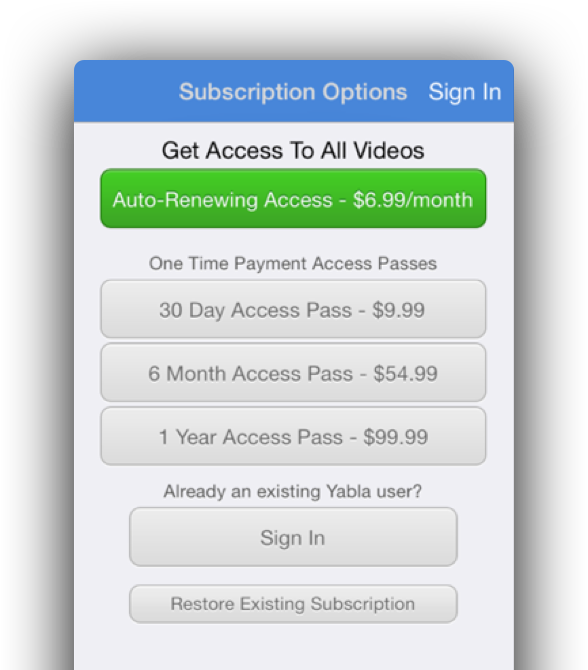 Subscription Options Sign In
Get Access To All Videos
Auto-Renewing Access - $6.99/month
One Time Payment Access Passes
30 Day Access Pass - $9.99
6 Month Access Pass - $54.99
1 Year Access Pass - $99.99
Already an existing Yabla user?
Sign In
Restore Existing Subscription